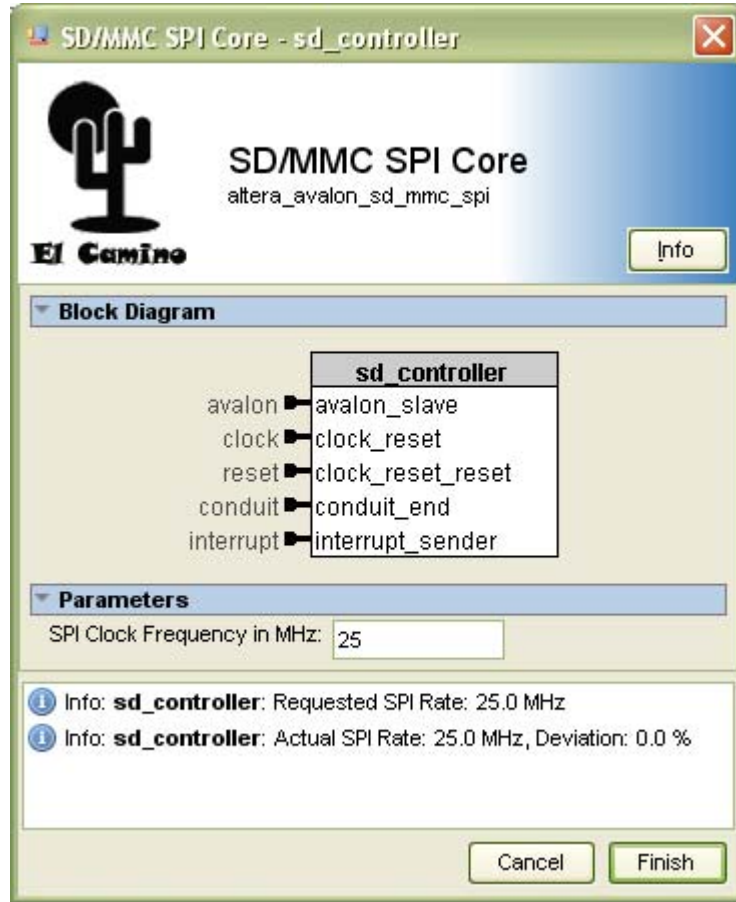 SD/MMC SPI Core - sd_controller
SD/MMC SPI Core
altera_avalon_sd_mmc_spi
El Camino
Info
Block Diagram
sd_controller
avalon avalon_slave
clock clock_reset
reset clock_reset_reset
conduit conduit_end
interrupt interrupt_sender
Parameters
SPI Clock Frequency in MHz: 25
Info: sd_controller: Requested SPI Rate: 25.0 MHz
Info: sd_controller: Actual SPI Rate: 25.0 MHz, Deviation: 0.0 %
Cancel Finish